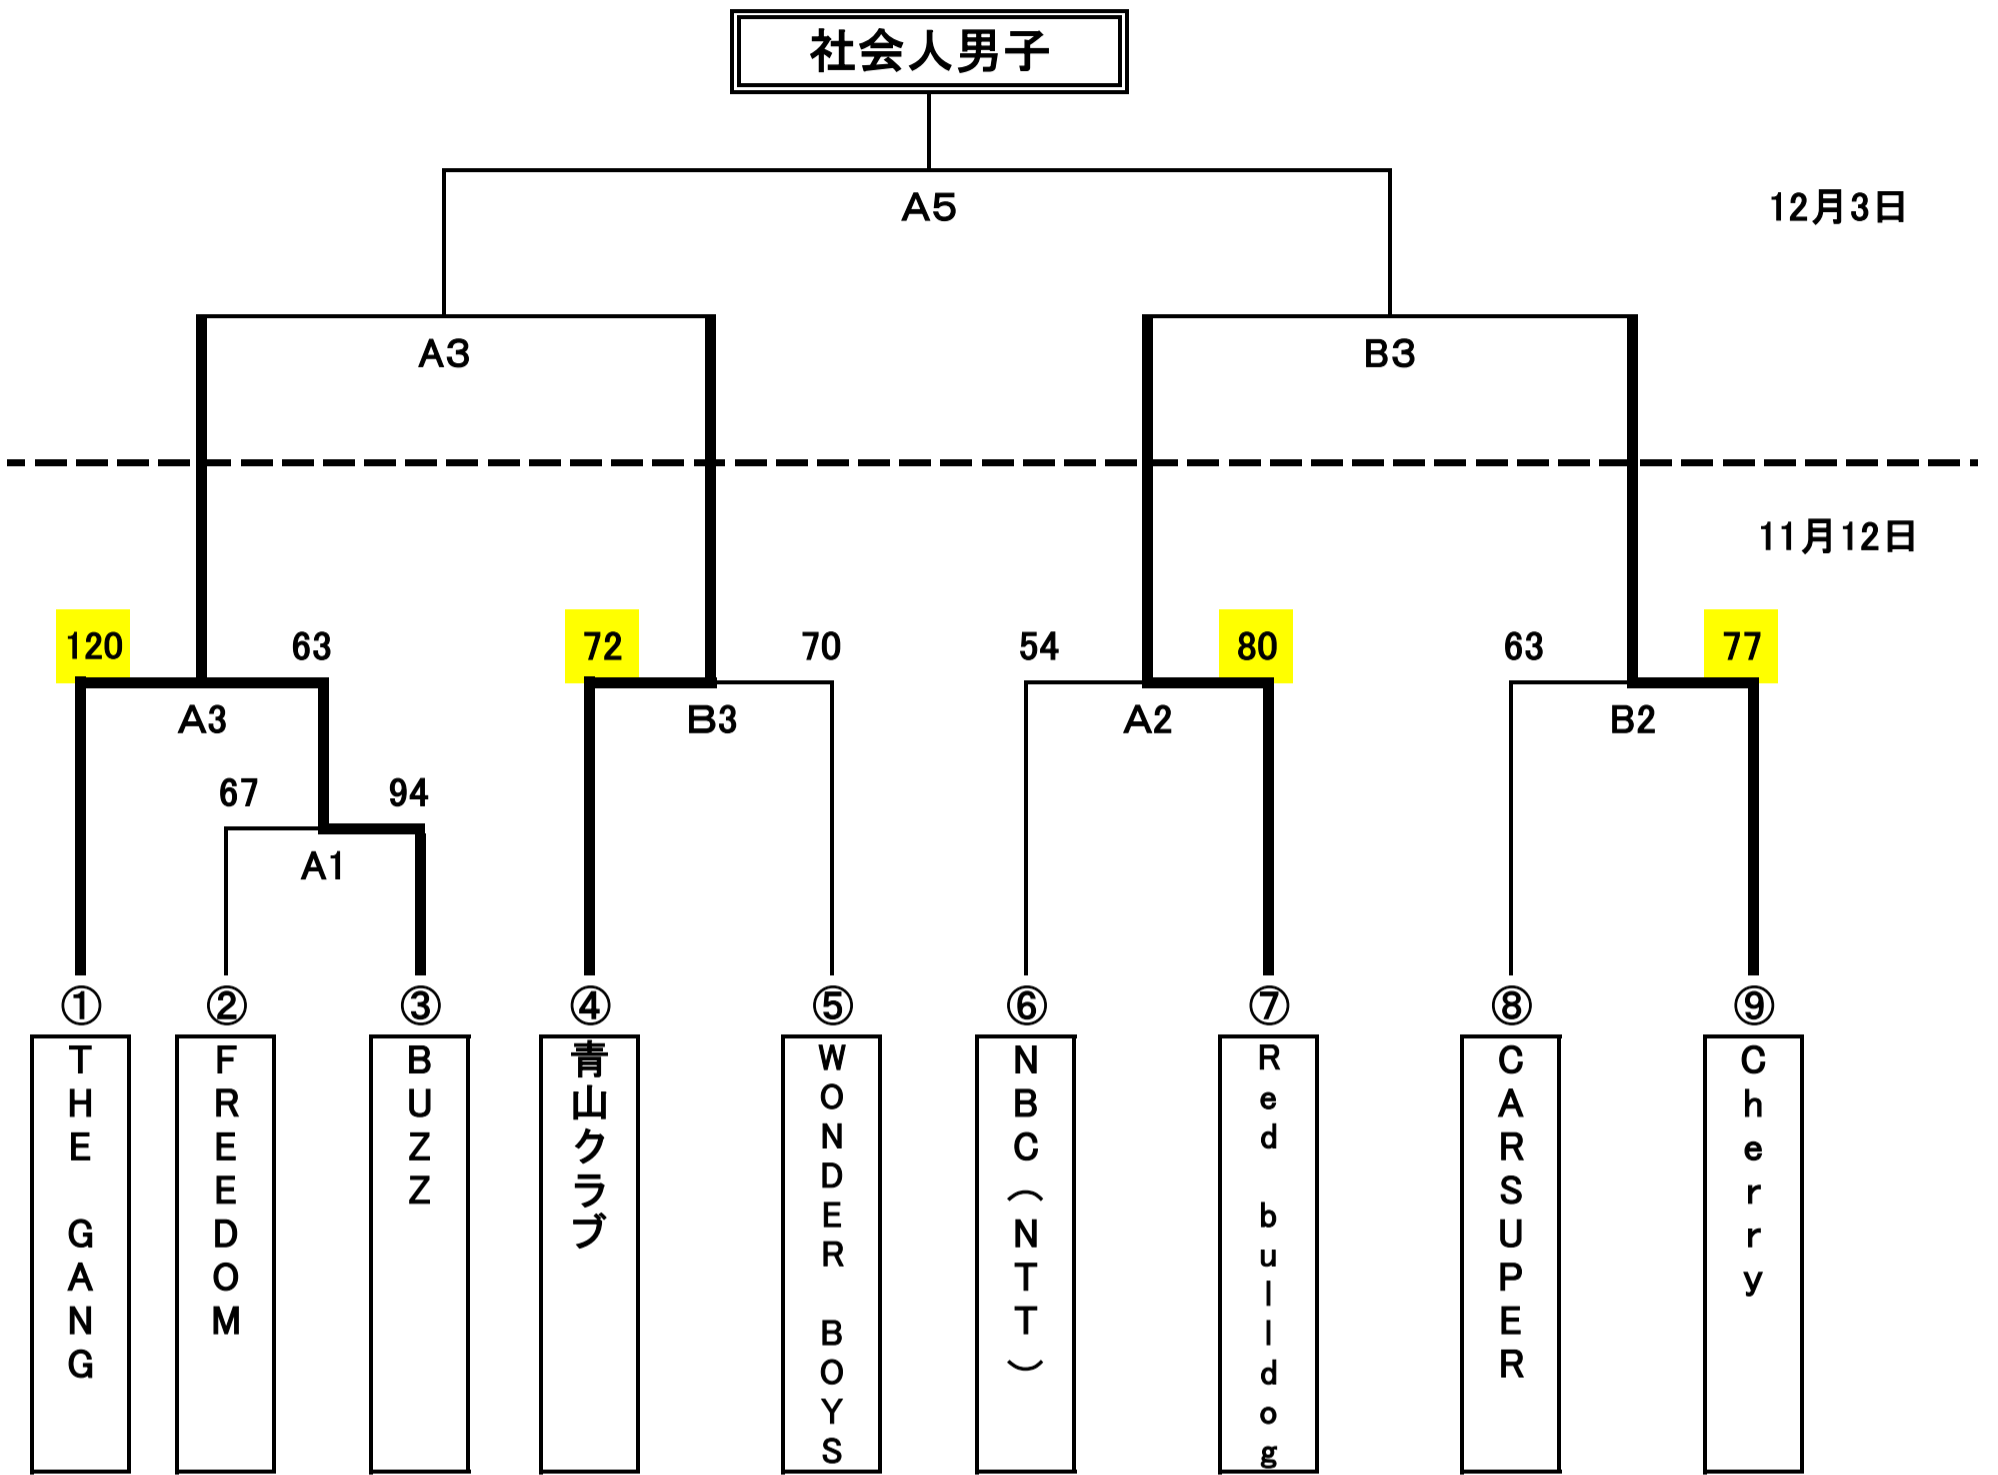 社会人男子
A5
12月3日
A3
B3
11月12日
120
63
72
70
54
80
63
77
A3
B3
A2
B2
67
94
A1
①
②
③
④
⑤
⑥
⑦
⑧
⑨
THE GANG
FREEDOM
BUZZ
青山クラブ
WONDER BOYS
NBC(NTT)
Red bulldog
CARSUPER
Cherry